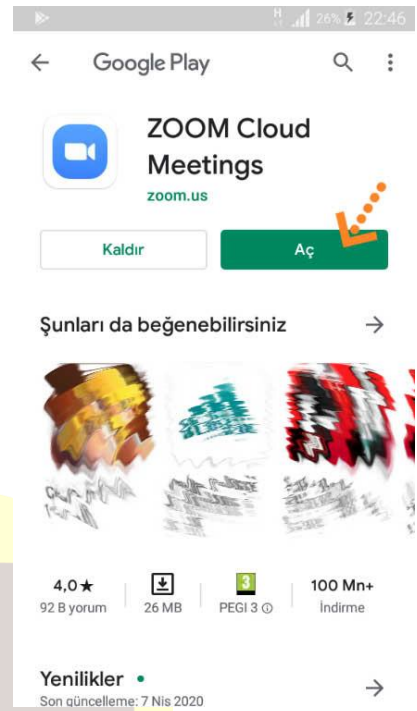 H 26% 22:46
Google Play
ZOOM Cloud
Meetings
zoom.us
Kaldır
Aç
Şunları da beğenebilirsiniz
4,0★
92 B yorum
26 MB
3
PEGI 3
100 Mn+
İndirme
Yenilikler
Son güncelleme: 7 Nis 2020